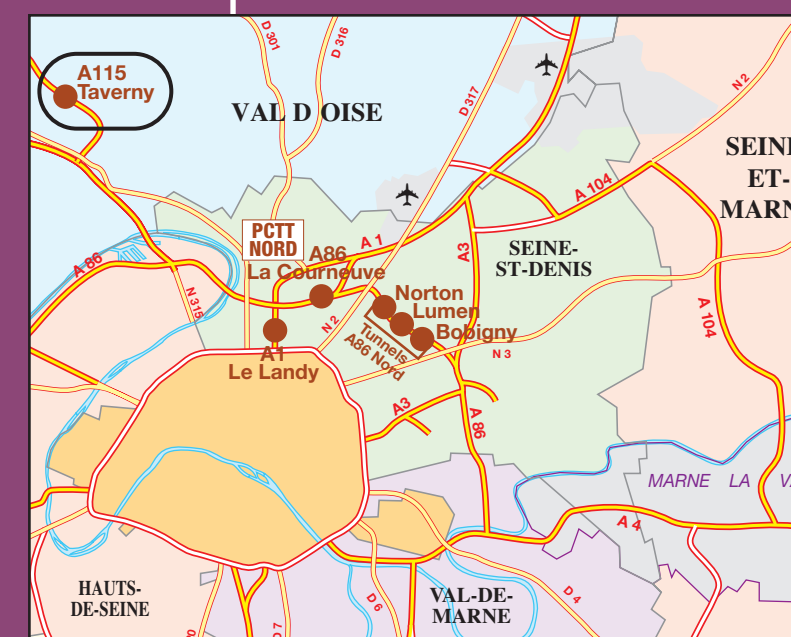 D 301
D 316
A115
Taverny
VAL D OISE
D 317
N 2
SEINE
ET-
MARN
A 104
PCTT
NORD
A 1
A86
La Courneuve
A3
SEINE-
ST-DENIS
A 86
N 315
Norton
Lumen
Bobigny
N 2
Tunnels
A86 Nord
N 3
A 104
A1
Le Landy
A3
A 86
MARNE LA V
A 4
HAUTS-
DE-SEINE
VAL-DE-
MARNE
D 6
D 4
D 7